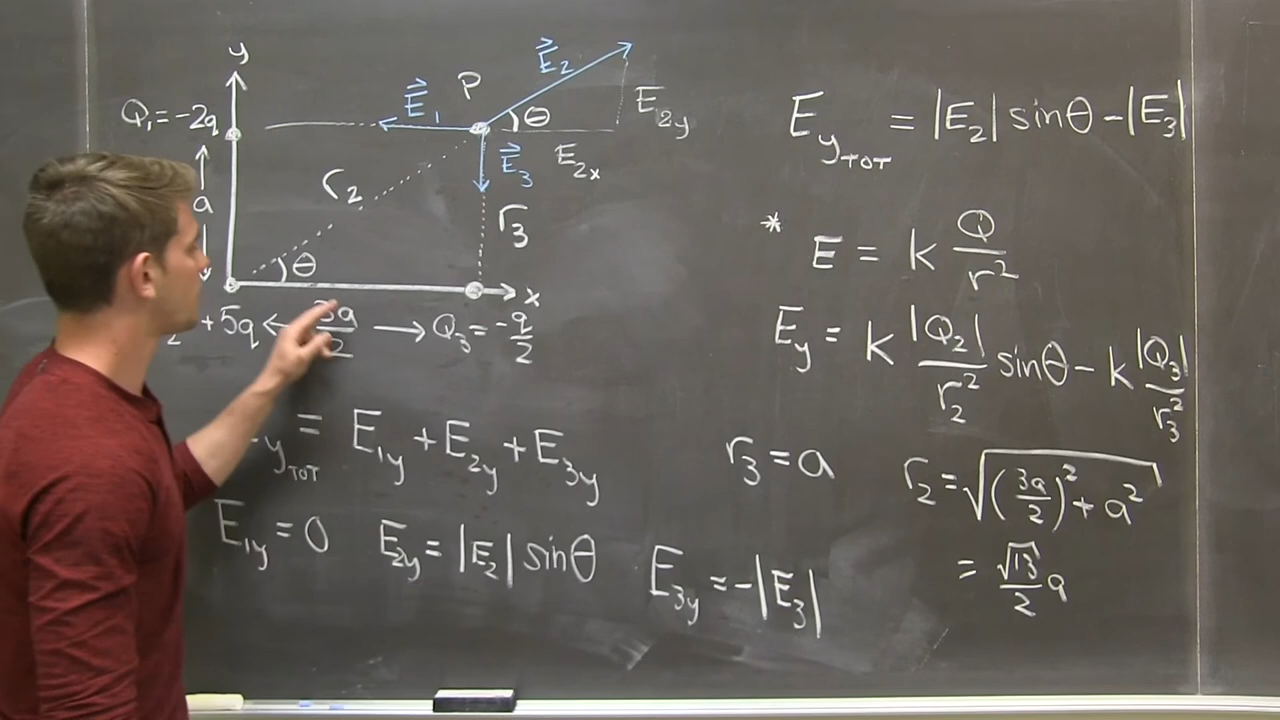 y
Q₁ = -2q
a
E⃗₁
P
E⃗₂
θ
E₂y
E₂x
E⃗₃
r₂
r₃
θ
x
₂ +5q ← 3a/2 → Q₃ = -q/2
y_TOT = E₁y + E₂y + E₃y
E₁y = 0 E₂y = |E₂| sinθ E₃y = -|E₃|
E_y_TOT = |E₂| sinθ - |E₃|
* E = k Q/r²
E_y = k |Q₂|/r₂² sinθ - k |Q₃|/r₃²
r₃ = a r₂ = √((3a/2)² + a²)
= √13/2 a